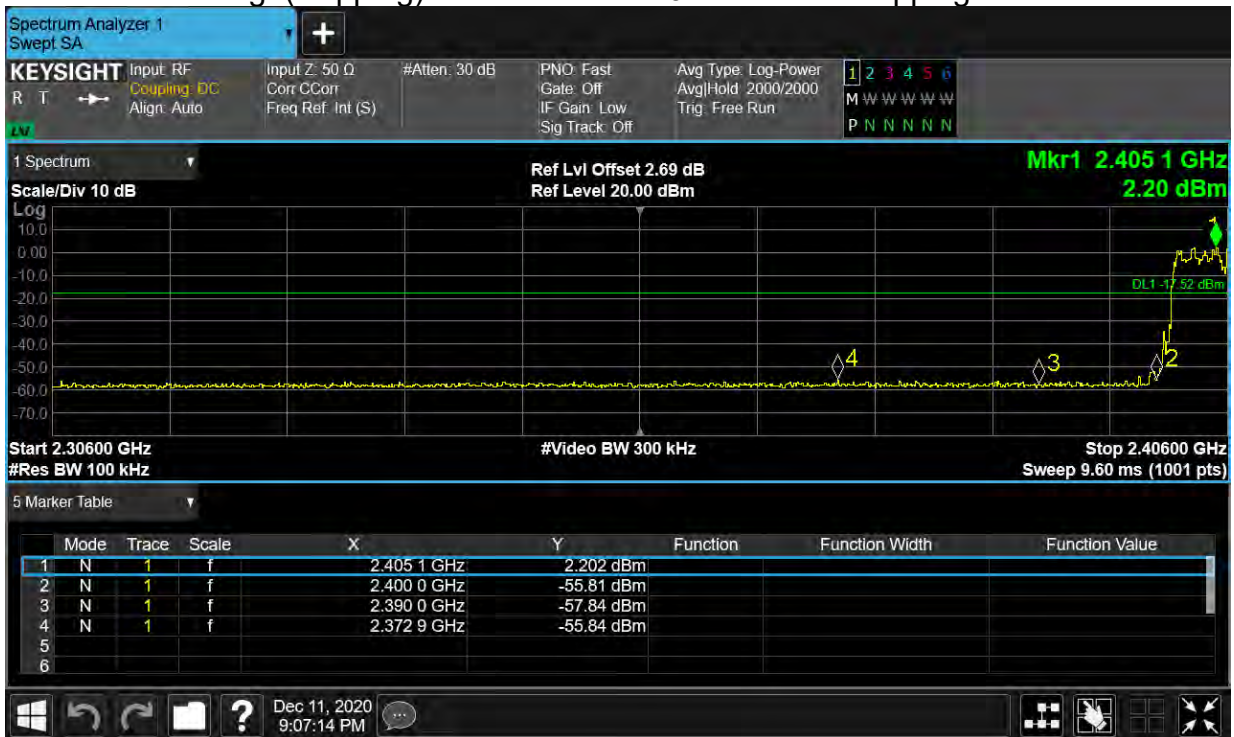 Spectrum Analyzer 1
Swept SA
+
KEYSIGHT Input: RF Input Z: 50 Ω #Atten: 30 dB PNO: Fast Avg Type: Log-Power 1 2 3 4 5 6
R T Coupling: DC Corr CCorr Gate: Off Avg|Hold: 2000/2000 M W W W W W
Align: Auto Freq Ref: Int (S) IF Gain: Low Trig: Free Run
LXI Sig Track: Off P N N N N N
1 Spectrum Ref Lvl Offset 2.69 dB Mkr1 2.405 1 GHz
Scale/Div 10 dB Ref Level 20.00 dBm 2.20 dBm
Log
10.0
0.00
-10.0
DL1 -17.52 dBm
-20.0
-30.0
-40.0
-50.0
-60.0
-70.0
1
4
3
2
Start 2.30600 GHz #Video BW 300 kHz Stop 2.40600 GHz
#Res BW 100 kHz Sweep 9.60 ms (1001 pts)
5 Marker Table
Mode Trace Scale X Y Function Function Width Function Value
1 N 1 f 2.405 1 GHz 2.202 dBm
2 N 1 f 2.400 0 GHz -55.81 dBm
3 N 1 f 2.390 0 GHz -57.84 dBm
4 N 1 f 2.372 9 GHz -55.84 dBm
5
6
? Dec 11, 2020
9:07:14 PM